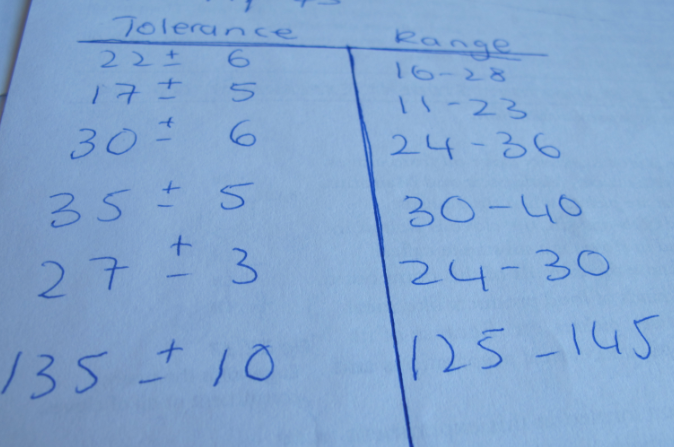 Tolerance Range
22 ± 6 16-28
17 ± 5 11-23
30 ± 6 24-36
35 ± 5 30-40
27 ± 3 24-30
135 ± 10 125-145